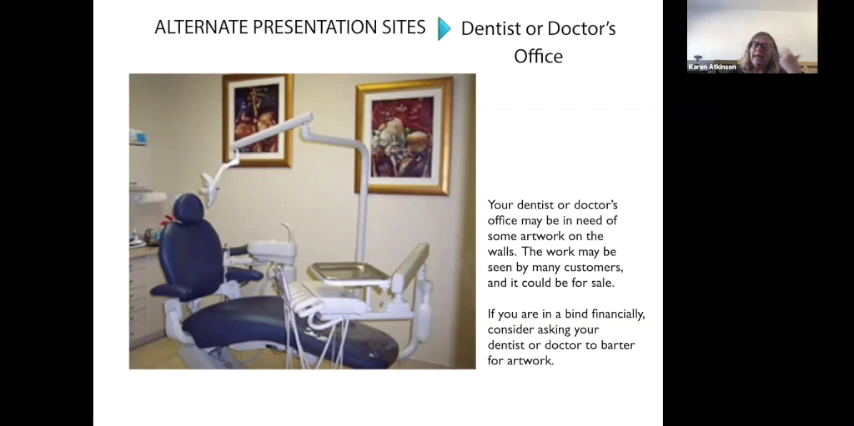 ALTERNATE PRESENTATION SITES Dentist or Doctor's
Office
Karen Atkinson
Your dentist or doctor's
office may be in need of
some artwork on the
walls. The work may be
seen by many customers,
and it could be for sale.
If you are in a bind financially,
consider asking your
dentist or doctor to barter
for artwork.